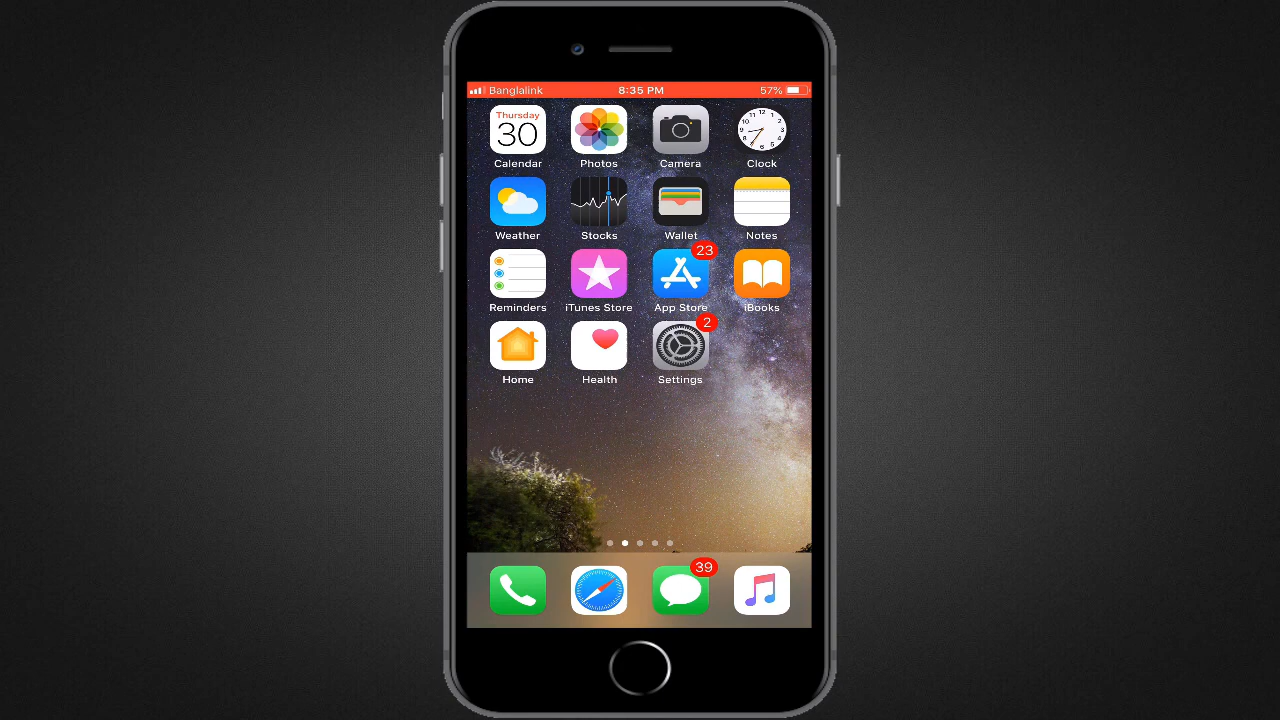 Banglalink 8:35 PM 57%
Thursday
30
Calendar Photos Camera Clock
Weather Stocks Wallet Notes
23
Reminders iTunes Store App Store iBooks
2
Home Health Settings
39